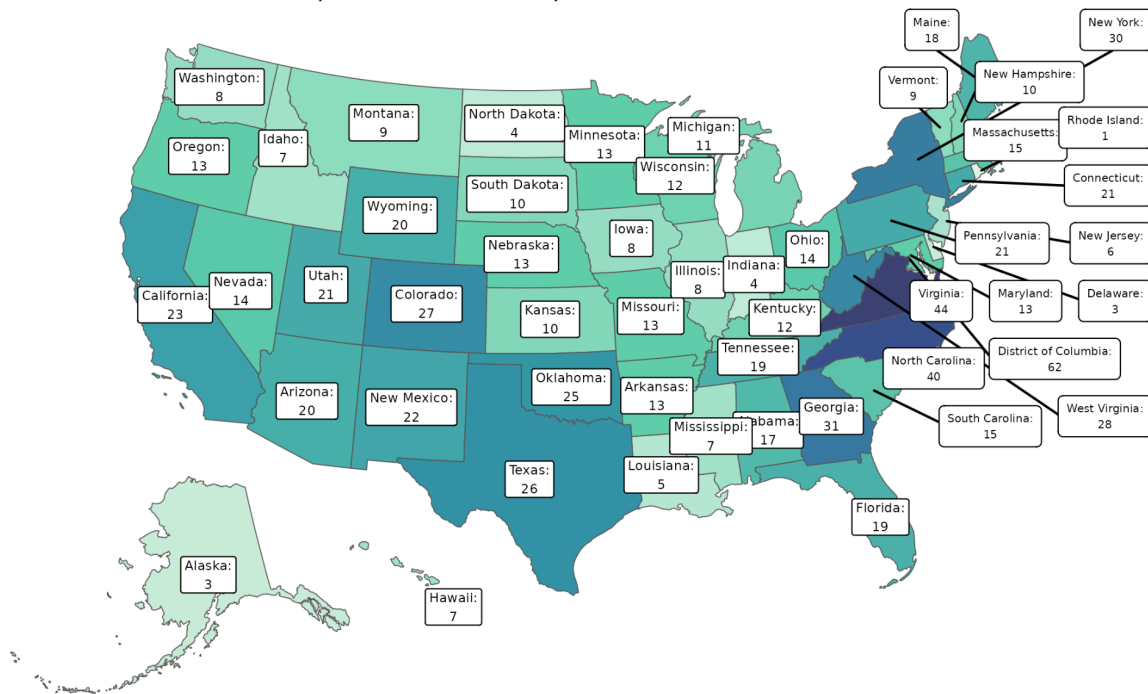 Maine:
18
New York:
30
Washington:
8
Vermont:
9
New Hampshire:
10
Montana:
9
North Dakota:
4
Minnesota:
13
Michigan:
11
Rhode Island:
1
Massachusetts:
15
Oregon:
13
Idaho:
7
Wisconsin:
12
South Dakota:
10
Connecticut:
21
Wyoming:
20
Iowa:
8
Ohio:
14
Pennsylvania:
21
New Jersey:
6
Nebraska:
13
Utah:
21
Nevada:
14
Illinois:
8
Indiana:
4
California:
23
Colorado:
27
Kansas:
10
Missouri:
13
Kentucky:
12
Virginia:
44
Maryland:
13
Delaware:
3
Tennessee:
19
North Carolina:
40
District of Columbia:
62
Arizona:
20
New Mexico:
22
Oklahoma:
25
Arkansas:
13
Georgia:
31
South Carolina:
15
West Virginia:
28
Mississippi:
7
labama:
17
Texas:
26
Louisiana:
5
Florida:
19
Alaska:
3
Hawaii:
7